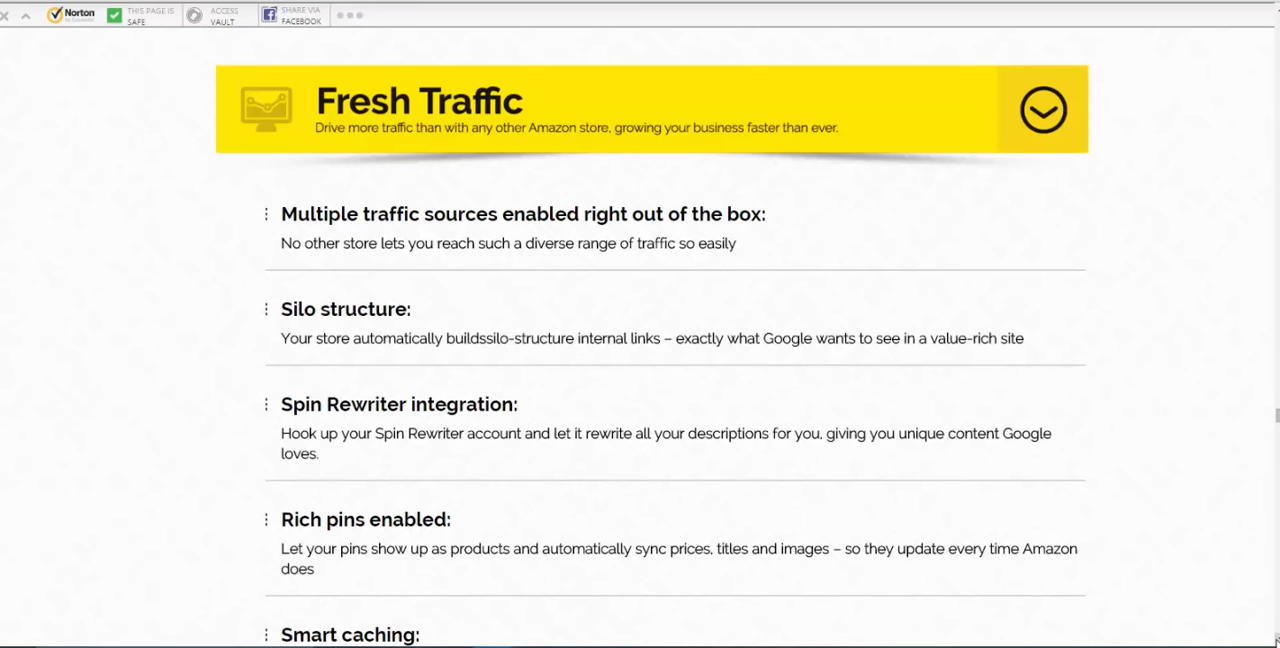 Norton
by Symantec
THIS PAGE IS
SAFE
ACCESS
VAULT
SHARE VIA
FACEBOOK
Fresh Traffic
Drive more traffic than with any other Amazon store, growing your business faster than ever.
Multiple traffic sources enabled right out of the box:
No other store lets you reach such a diverse range of traffic so easily
Silo structure:
Your store automatically buildssilo-structure internal links – exactly what Google wants to see in a value-rich site
Spin Rewriter integration:
Hook up your Spin Rewriter account and let it rewrite all your descriptions for you, giving you unique content Google
loves.
Rich pins enabled:
Let your pins show up as products and automatically sync prices, titles and images – so they update every time Amazon
does
Smart caching: